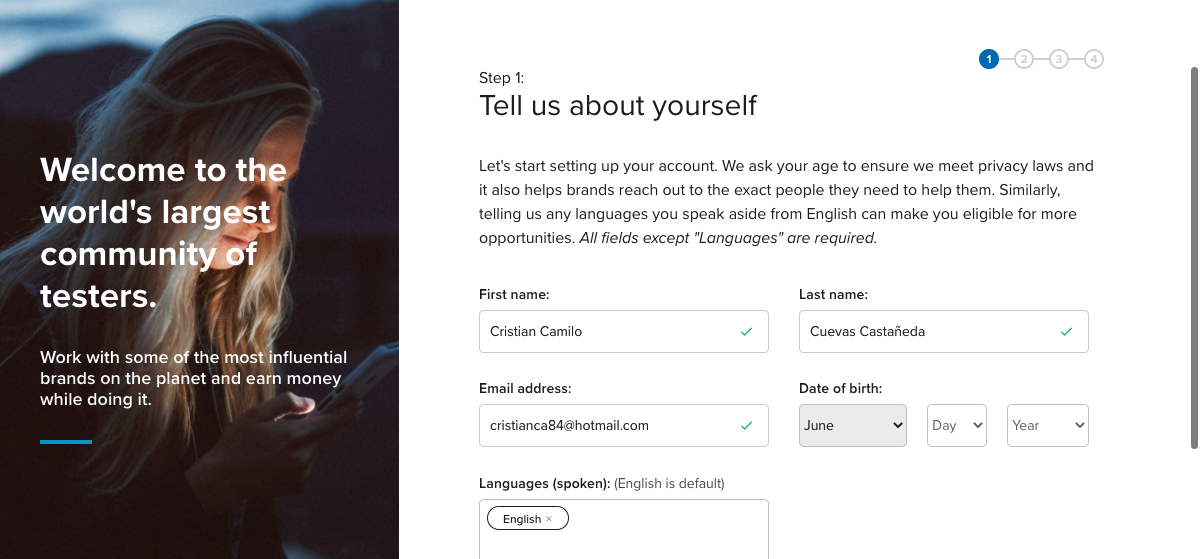 Welcome to the
world's largest
community of
testers.
Work with some of the most influential
brands on the planet and earn money
while doing it.
1 2 3 4
Step 1:
Tell us about yourself
Let's start setting up your account. We ask your age to ensure we meet privacy laws and
it also helps brands reach out to the exact people they need to help them. Similarly,
telling us any languages you speak aside from English can make you eligible for more
opportunities. All fields except "Languages" are required.
First name:
Cristian Camilo
Last name:
Cuevas Castañeda
Email address:
cristianca84@hotmail.com
Date of birth:
June Day Year
Languages (spoken): (English is default)
English ×